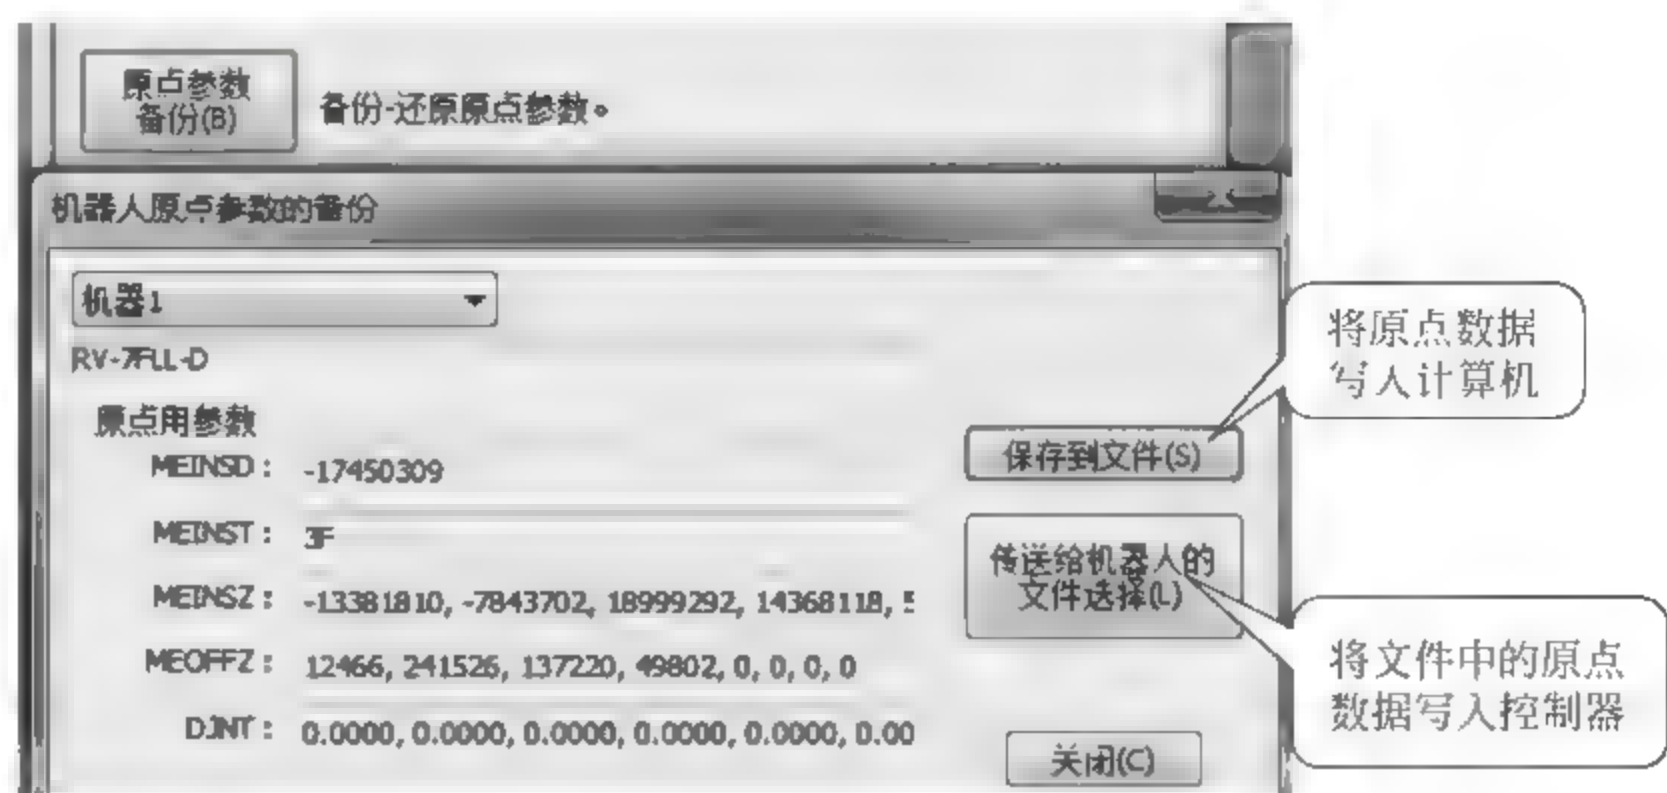 原点参数
备份(B)
备份-还原原点参数。
机器人原点参数的备份
机器1
RV-7FLL-D
将原点数据
写入计算机
原点用参数
MEINSD： -17450309
保存到文件(S)
MEINST： 3F
传送给机器人的
文件选择(L)
MEINSZ： -13381810, -7843702, 18999292, 14368118,
MEOFFZ： 12466, 241526, 137220, 49802, 0, 0, 0, 0
将文件中的原点
数据写入控制器
DJNT： 0.0000, 0.0000, 0.0000, 0.0000, 0.0000, 0.00
关闭(C)